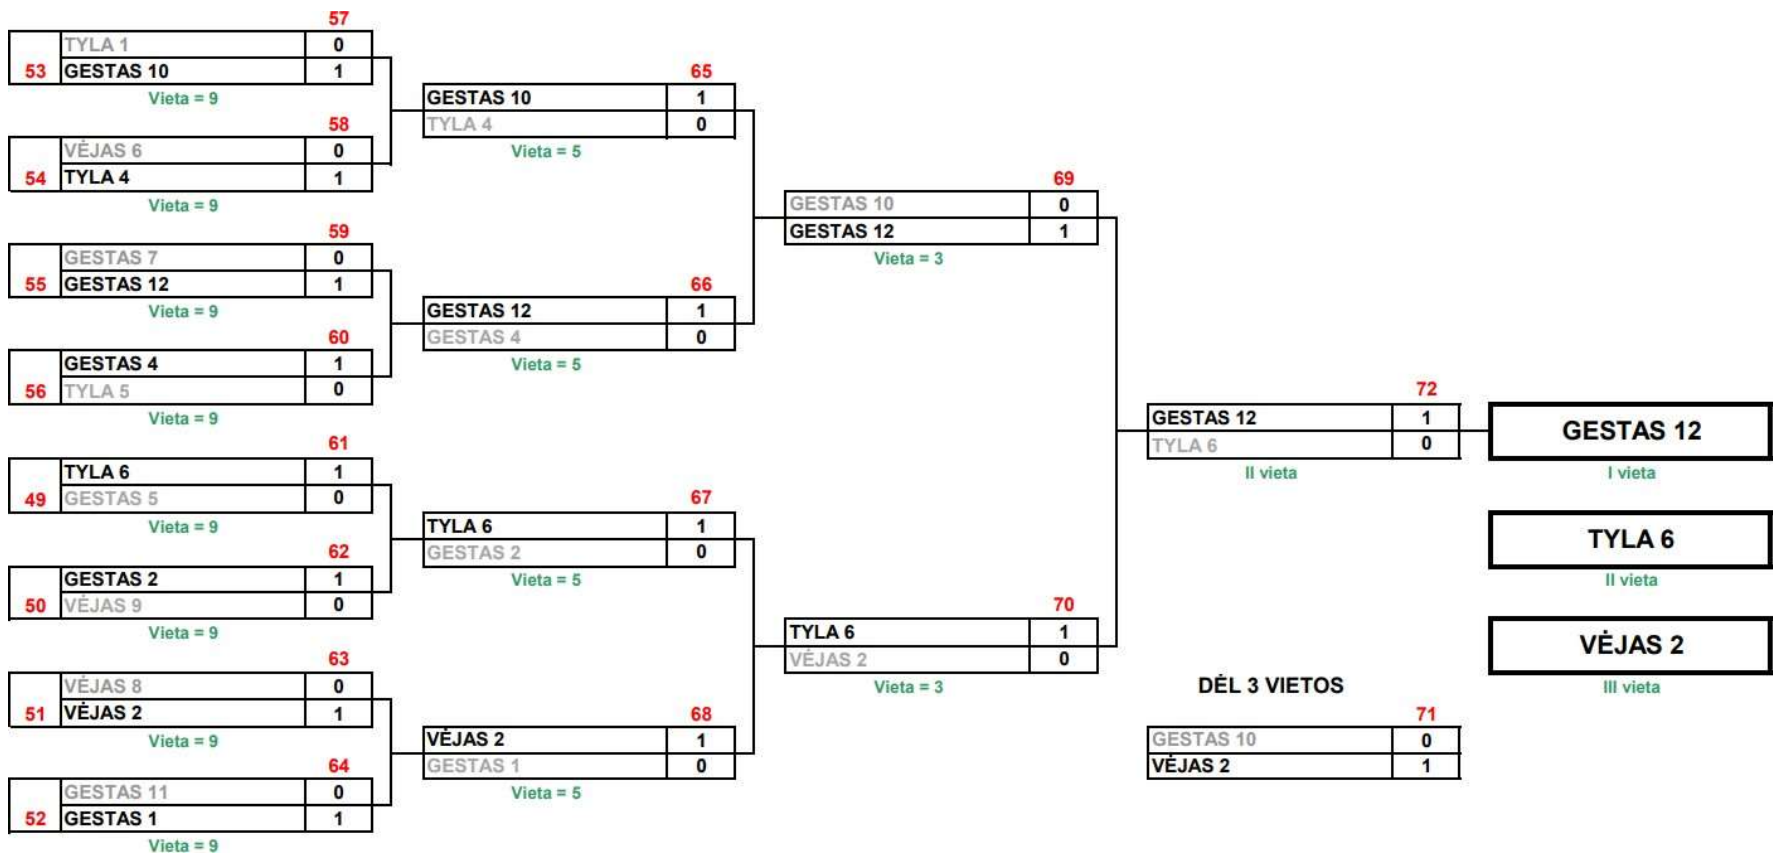 57
TYLA 1 0
53 GESTAS 10 1
Vieta = 9
58
VĖJAS 6 0
54 TYLA 4 1
Vieta = 9
59
GESTAS 7 0
55 GESTAS 12 1
Vieta = 9
60
GESTAS 4 1
56 TYLA 5 0
Vieta = 9
61
TYLA 6 1
49 GESTAS 5 0
Vieta = 9
62
GESTAS 2 1
50 VĖJAS 9 0
Vieta = 9
63
VĖJAS 8 0
51 VĖJAS 2 1
Vieta = 9
64
GESTAS 11 0
52 GESTAS 1 1
Vieta = 9
65
GESTAS 10 1
TYLA 4 0
Vieta = 5
66
GESTAS 12 1
GESTAS 4 0
Vieta = 5
67
TYLA 6 1
GESTAS 2 0
Vieta = 5
68
VĖJAS 2 1
GESTAS 1 0
Vieta = 5
69
GESTAS 10 0
GESTAS 12 1
Vieta = 3
70
TYLA 6 1
VĖJAS 2 0
Vieta = 3
72
GESTAS 12 1
TYLA 6 0
II vieta
DĖL 3 VIETOS
71
GESTAS 10 0
VĖJAS 2 1
GESTAS 12
I vieta
TYLA 6
II vieta
VĖJAS 2
III vieta